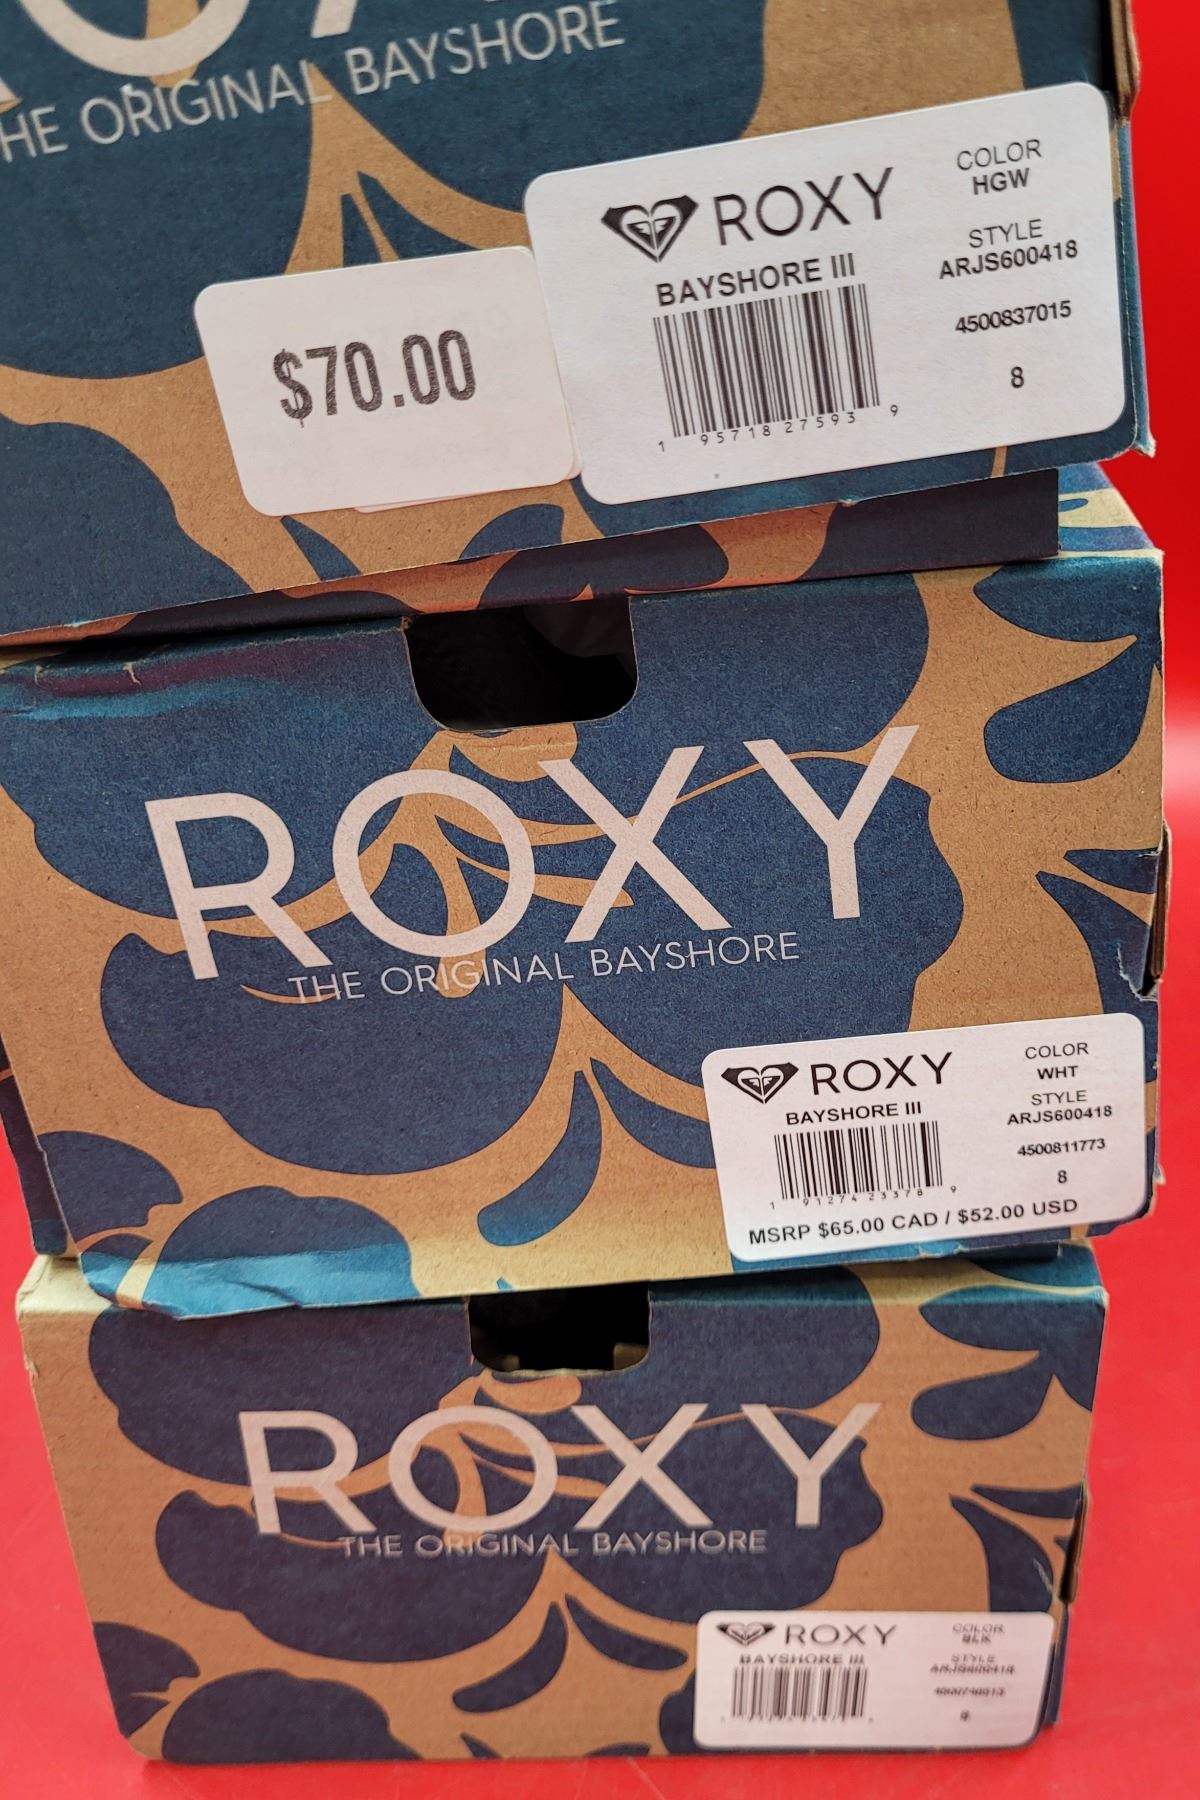 THE ORIGINAL BAYSHORE
$70.00
ROXY
BAYSHORE III
1 95718 27593 9
COLOR
HGW
STYLE
ARJS600418
4500837015
8
ROXY
THE ORIGINAL BAYSHORE
ROXY
BAYSHORE III
1 91274 23378 9
COLOR
WHT
STYLE
ARJS600418
4500811773
8
MSRP $65.00 CAD / $52.00 USD
ROXY
THE ORIGINAL BAYSHORE
ROXY
BAYSHORE III
COLOR
BLK
STYLE
ARJS600418